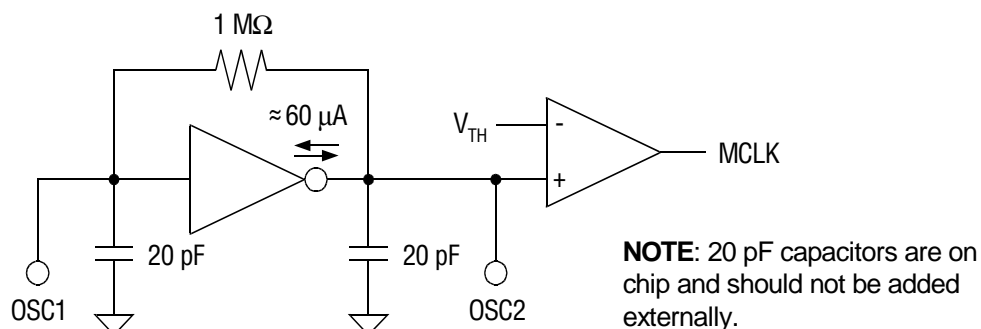 1 MΩ
≈ 60 μA
V_TH
-
+
MCLK
20 pF
20 pF
OSC1
OSC2
NOTE: 20 pF capacitors are on
chip and should not be added
externally.